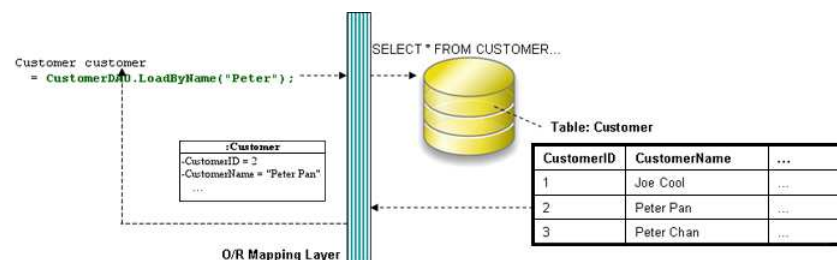 SELECT * FROM CUSTOMER...
Customer customer
= CustomerDAO.LoadByName("Peter");
Table: Customer
:Customer
-CustomerID = 2
-CustomerName = "Peter Pan"
...
CustomerID CustomerName ...
1 Joe Cool ...
2 Peter Pan ...
3 Peter Chan ...
O/R Mapping Layer